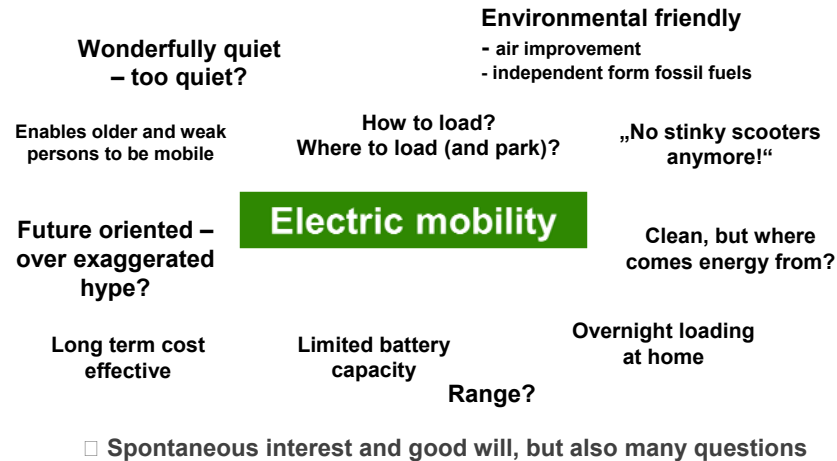 Environmental friendly
- air improvement
- independent form fossil fuels
Wonderfully quiet
– too quiet?
Enables older and weak
persons to be mobile
How to load?
Where to load (and park)?
„No stinky scooters
anymore!“
Electric mobility
Future oriented –
over exaggerated
hype?
Clean, but where
comes energy from?
Long term cost
effective
Limited battery
capacity
Overnight loading
at home
Range?
□ Spontaneous interest and good will, but also many questions